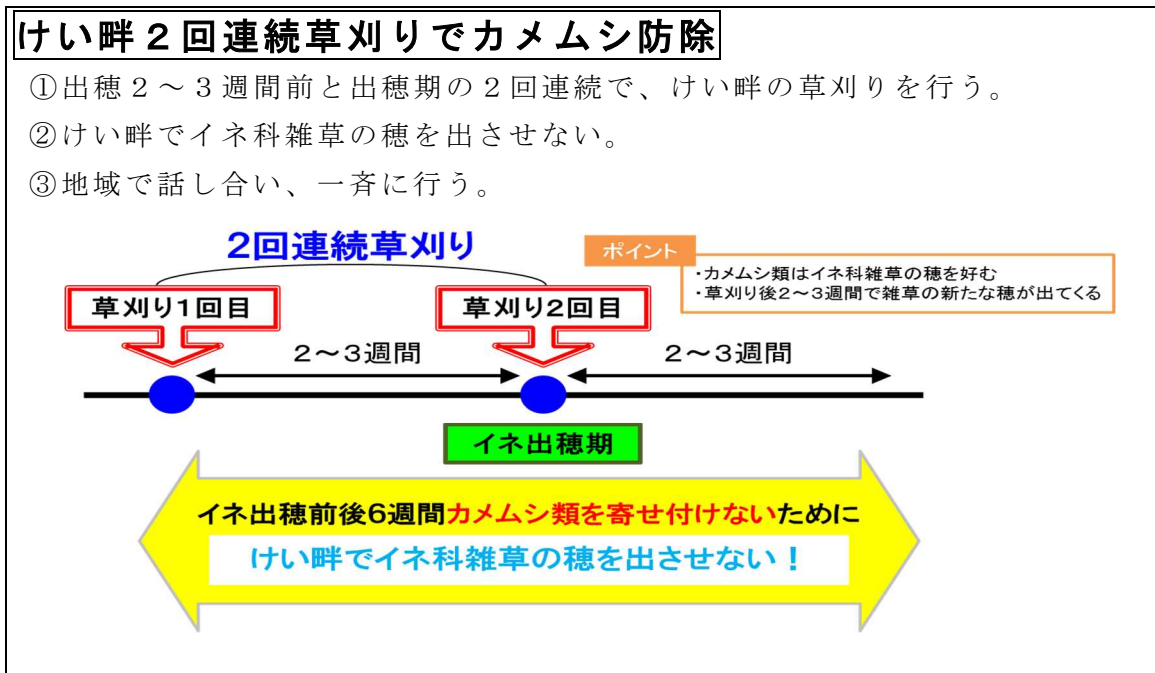 けい畔２回連続草刈りでカメムシ防除
①出穂２～３週間前と出穂期の２回連続で、けい畔の草刈りを行う。
②けい畔でイネ科雑草の穂を出させない。
③地域で話し合い、一斉に行う。
2回連続草刈り
ポイント
・カメムシ類はイネ科雑草の穂を好む
・草刈り後2～3週間で雑草の新たな穂が出てくる
草刈り1回目
草刈り2回目
2～3週間
2～3週間
イネ出穂期
イネ出穂前後6週間カメムシ類を寄せ付けないために
けい畔でイネ科雑草の穂を出させない！